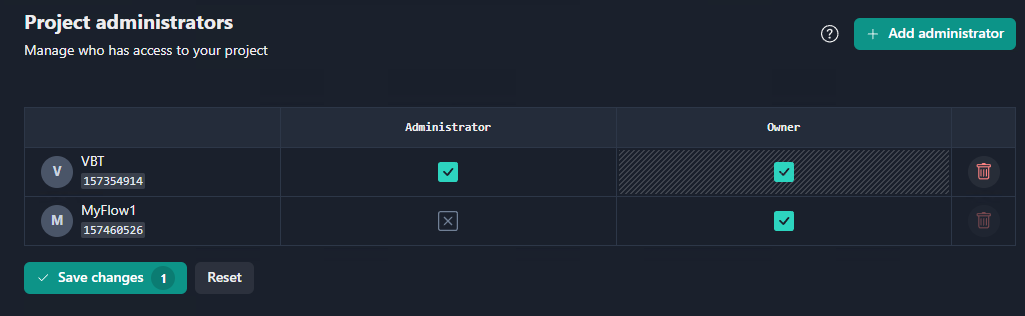 Project administrators
Manage who has access to your project
?
+ Add administrator
Administrator
Owner
V
VBT
157354914
M
MyFlow1
157460526
Save changes 1
Reset